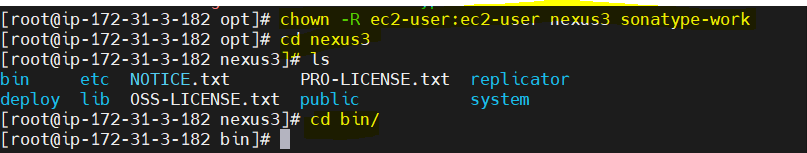 [root@ip-172-31-3-182 opt]# chown -R ec2-user:ec2-user nexus3 sonatype-work
[root@ip-172-31-3-182 opt]# cd nexus3
[root@ip-172-31-3-182 nexus3]# ls
bin     etc  NOTICE.txt       PRO-LICENSE.txt  replicator
deploy  lib  OSS-LICENSE.txt  public           system
[root@ip-172-31-3-182 nexus3]# cd bin/
[root@ip-172-31-3-182 bin]#